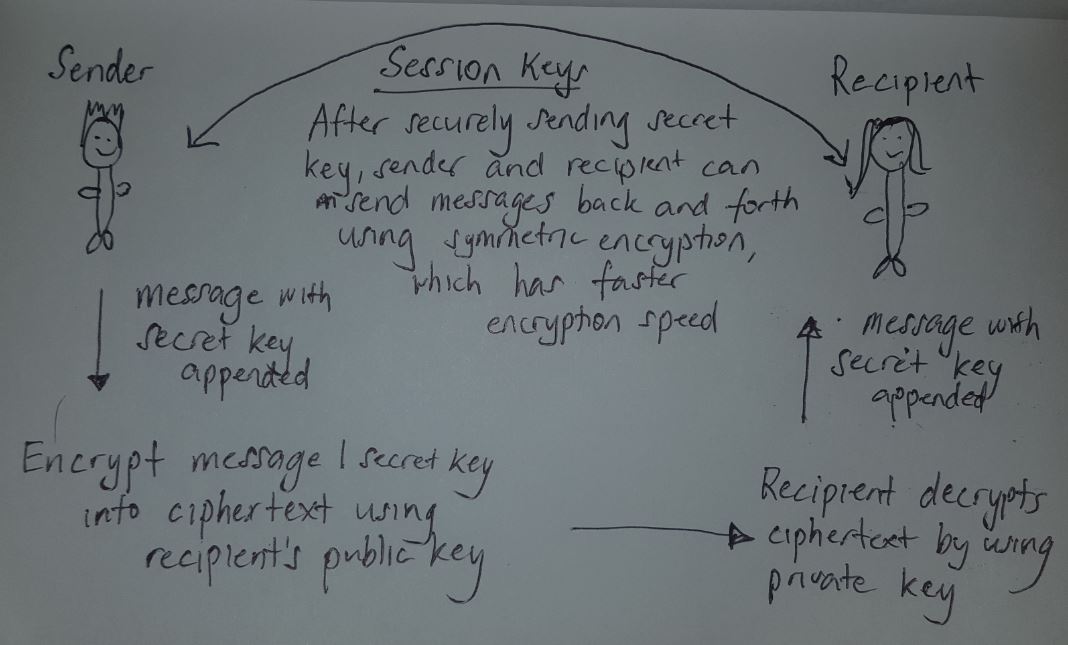 Sender
Session Keys
Recipient
After securely sending secret
key, sender and recipient can
send messages back and forth
using symmetric encryption,
which has faster
encryption speed
message with
secret key
appended
message with
secret key
appended
Encrypt message | secret key
into ciphertext using
recipient's public key
Recipient decrypts
ciphertext by using
private key